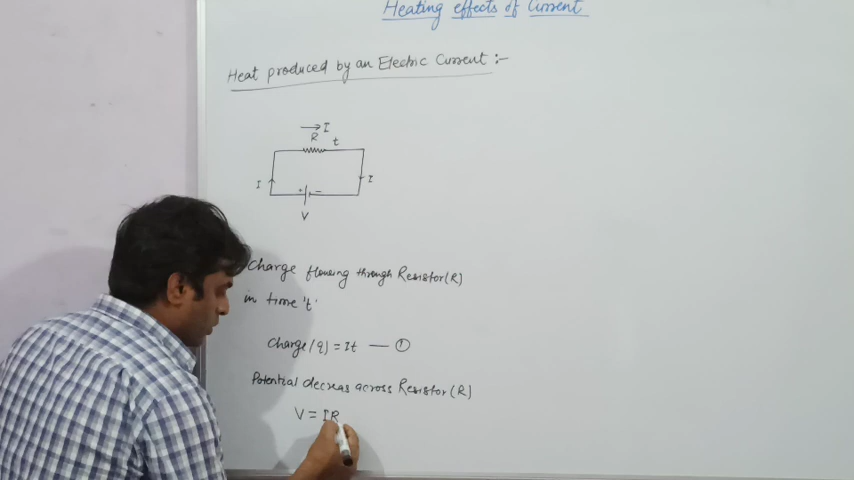 Heating effects of Current
Heat produced by an Electric Current :-
→ I
R
t
I
+ −
I
V
Charge flowing through Resistor (R)
in time 't'
Charge (q) = It — ①
Potential decreas across Resistor (R)
V = IR